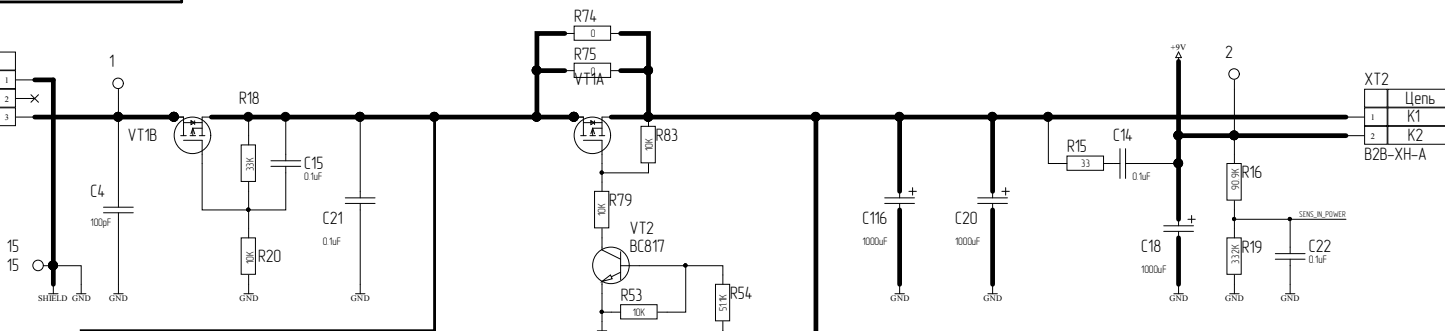 R74
0
R75
0
VT1A
1
+9V
2
XT2
Цепь
1 К1
2 К2
B2B-XH-A
1
2
3
R18
VT1B
33K
C15
0.1uF
R83
10K
R15
33
C14
0.1uF
R16
90.9K
C4
100pF
C21
0.1uF
R79
10K
C116
1000uF
C20
1000uF
SENS_IN_POWER
VT2
BC817
15
15
R20
10K
C18
1000uF
R19
332K
C22
0.1uF
R53
10K
R54
511K
SHIELD
GND
GND
GND
GND
GND
GND
GND
GND
GND